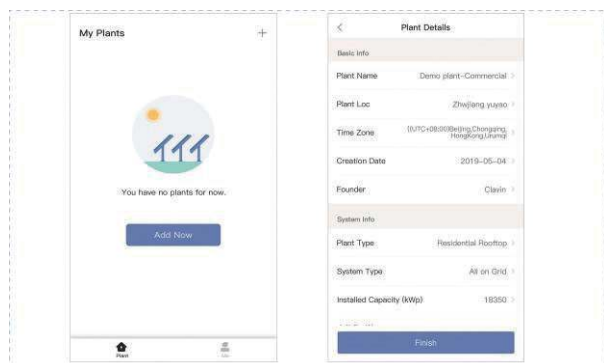 My Plants
+
You have no plants for now.
Add Now
Plant
Plant Details
Basic Info
Plant Name
Demo plant-Commercial
Plant Loc
Zhwjiang yuyao
Time Zone
(UTC+08:00)Beijing,Chongqing,
HongKong,Urumqi
Creation Date
2019-05-04
Founder
Clavin
System Info
Plant Type
Residential Rooftop
System Type
All on Grid
Installed Capacity (kWp)
18350
Finish